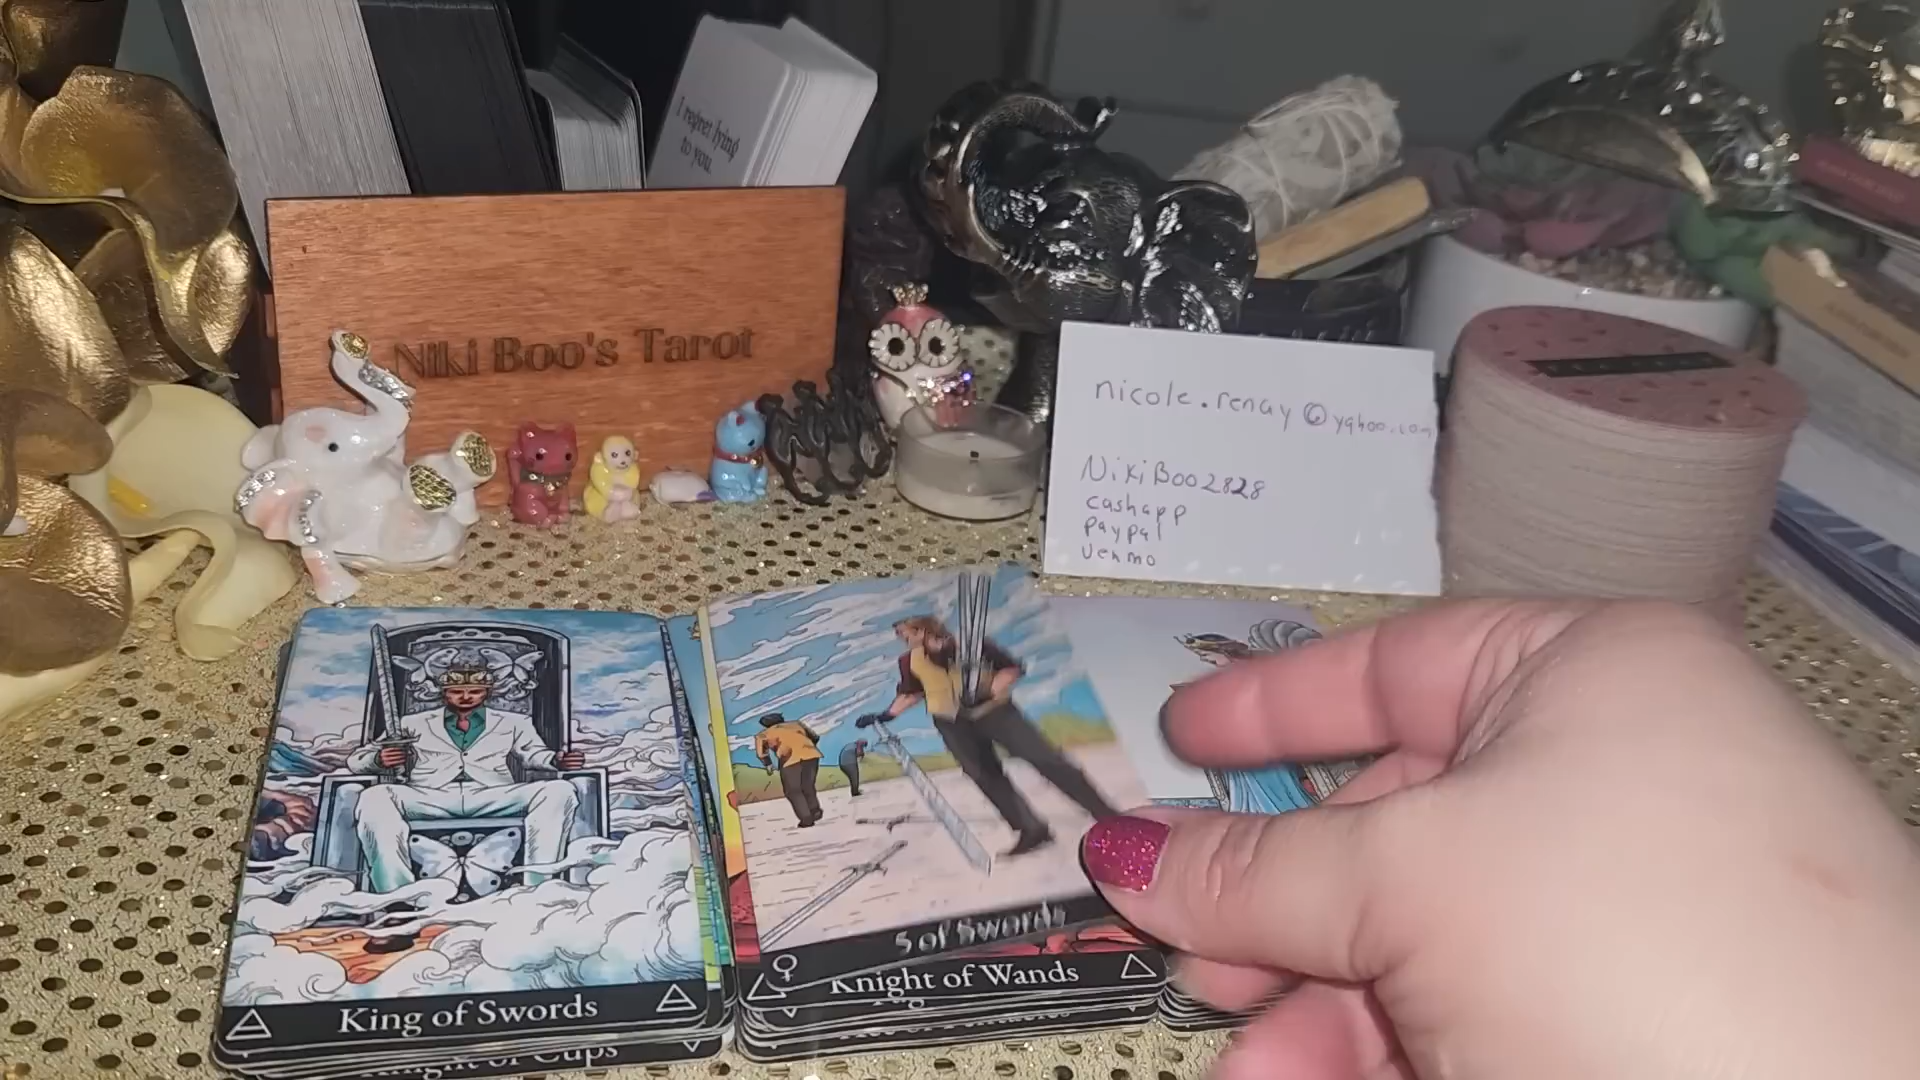 I regret lying
to you.
Niki Boo's Tarot
nicole.renay@yahoo.com
NikiBoo2828
cashapp
paypal
venmo
5 of Swords
Knight of Wands
King of Swords
Knight of Cups